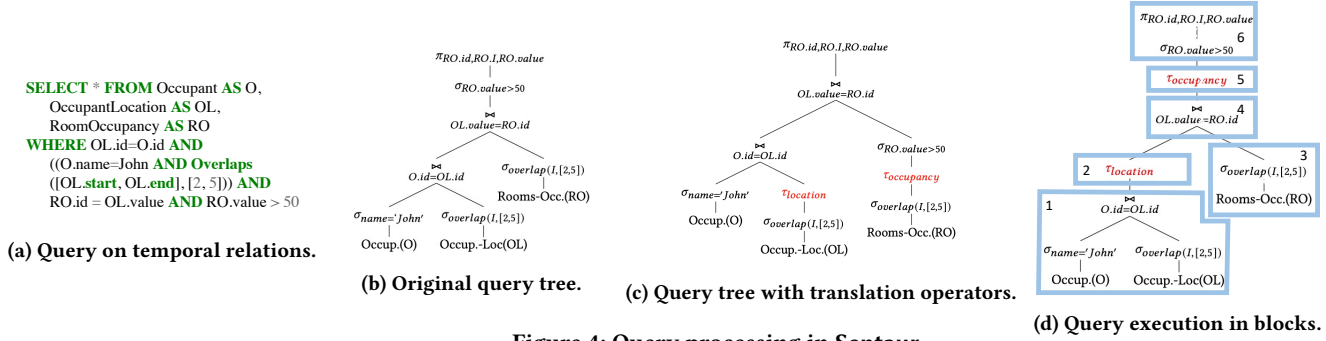 SELECT * FROM Occupant AS O,
OccupantLocation AS OL,
RoomOccupancy AS RO
WHERE OL.id=O.id AND
((O.name=John AND Overlaps
([OL.start, OL.end], [2, 5])) AND
RO.id = OL.value AND RO.value > 50
(a) Query on temporal relations.
πRO.id,RO.I,RO.value
σRO.value>50
⋈
OL.value=RO.id
⋈
O.id=OL.id
σoverlap(I,[2,5])
Rooms-Occ.(RO)
σname='John'
σoverlap(I,[2,5])
Occup.(O)
Occup.-Loc(OL)
(b) Original query tree.
πRO.id,RO.I,RO.value
⋈
OL.value=RO.id
⋈
O.id=OL.id
σRO.value>50
σname='John'
τlocation
τoccupancy
Occup.(O)
σoverlap(I,[2,5])
σoverlap(I,[2,5])
Occup.-Loc.(OL)
Rooms-Occ.(RO)
(c) Query tree with translation operators.
πRO.id,RO.I,RO.value
6
σRO.value>50
τoccupancy 5
⋈ 4
OL.value=RO.id
2 τlocation
3
σoverlap(I,[2,5])
Rooms-Occ.(RO)
1
⋈
O.id=OL.id
σname='John'
σoverlap(I,[2,5])
Occup.(O)
Occup.-Loc(OL)
(d) Query execution in blocks.